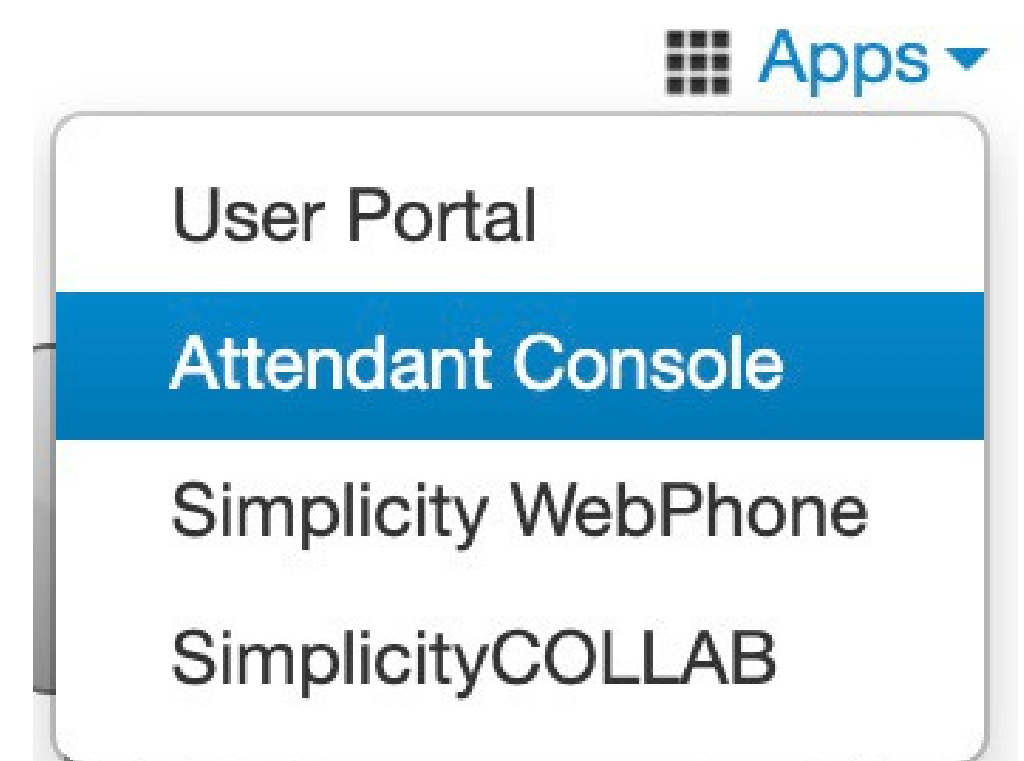 Apps
User Portal
Attendant Console
Simplicity WebPhone
SimplicityCOLLAB